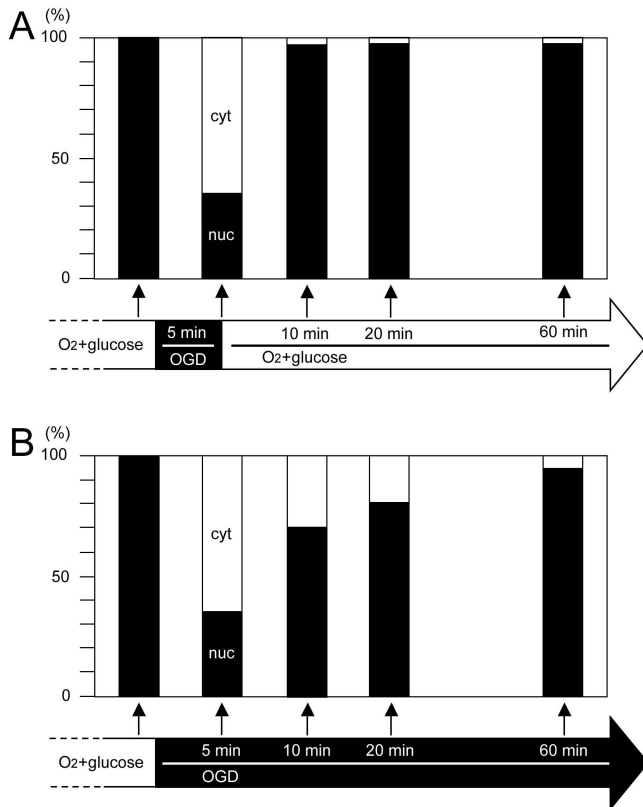 A
(%)
100
50
0
cyt
nuc
5 min
10 min
20 min
60 min
O2+glucose
OGD
O2+glucose
B
(%)
100
50
0
cyt
nuc
5 min
10 min
20 min
60 min
O2+glucose
OGD